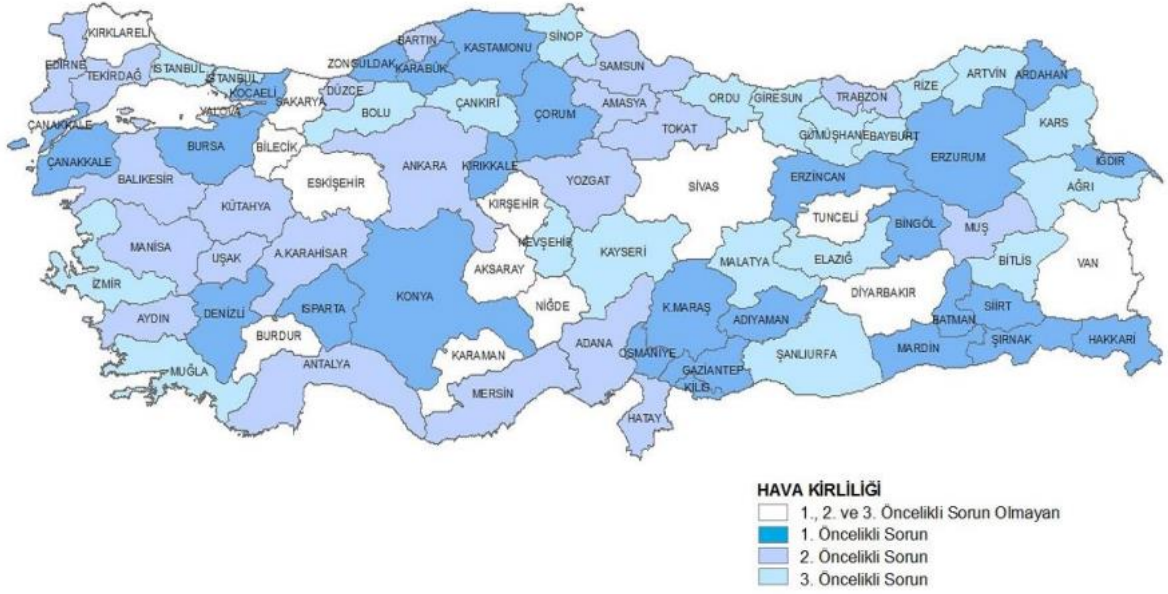 KIRKLARELİ
EDİRNE
TEKİRDAĞ
İSTANBUL
İSTANBUL
KOCAELİ
YALOVA
SAKARYA
DÜZCE
ZONGULDAK
BARTIN
KARABÜK
KASTAMONU
SİNOP
SAMSUN
ORDU
GİRESUN
TRABZON
RİZE
ARTVİN
ARDAHAN
ÇANAKKALE
ÇANAKKALE
BURSA
BİLECİK
BOLU
ÇANKIRI
ÇORUM
AMASYA
TOKAT
GÜMÜŞHANE
BAYBURT
ERZURUM
KARS
IĞDIR
BALIKESİR
KÜTAHYA
ESKİŞEHİR
ANKARA
KIRIKKALE
YOZGAT
SİVAS
ERZİNCAN
TUNCELİ
BİNGÖL
MUŞ
AĞRI
MANİSA
UŞAK
A.KARAHİSAR
KIRŞEHİR
NEVŞEHİR
KAYSERİ
MALATYA
ELAZIĞ
BİTLİS
VAN
İZMİR
AYDIN
DENİZLİ
ISPARTA
KONYA
AKSARAY
NİĞDE
K.MARAŞ
ADIYAMAN
DİYARBAKIR
BATMAN
SİİRT
BURDUR
MUĞLA
ANTALYA
KARAMAN
MERSİN
ADANA
OSMANİYE
GAZİANTEP
KİLİS
ŞANLIURFA
MARDİN
ŞIRNAK
HAKKARİ
HATAY
HAVA KİRLİLİĞİ
1., 2. ve 3. Öncelikli Sorun Olmayan
1. Öncelikli Sorun
2. Öncelikli Sorun
3. Öncelikli Sorun